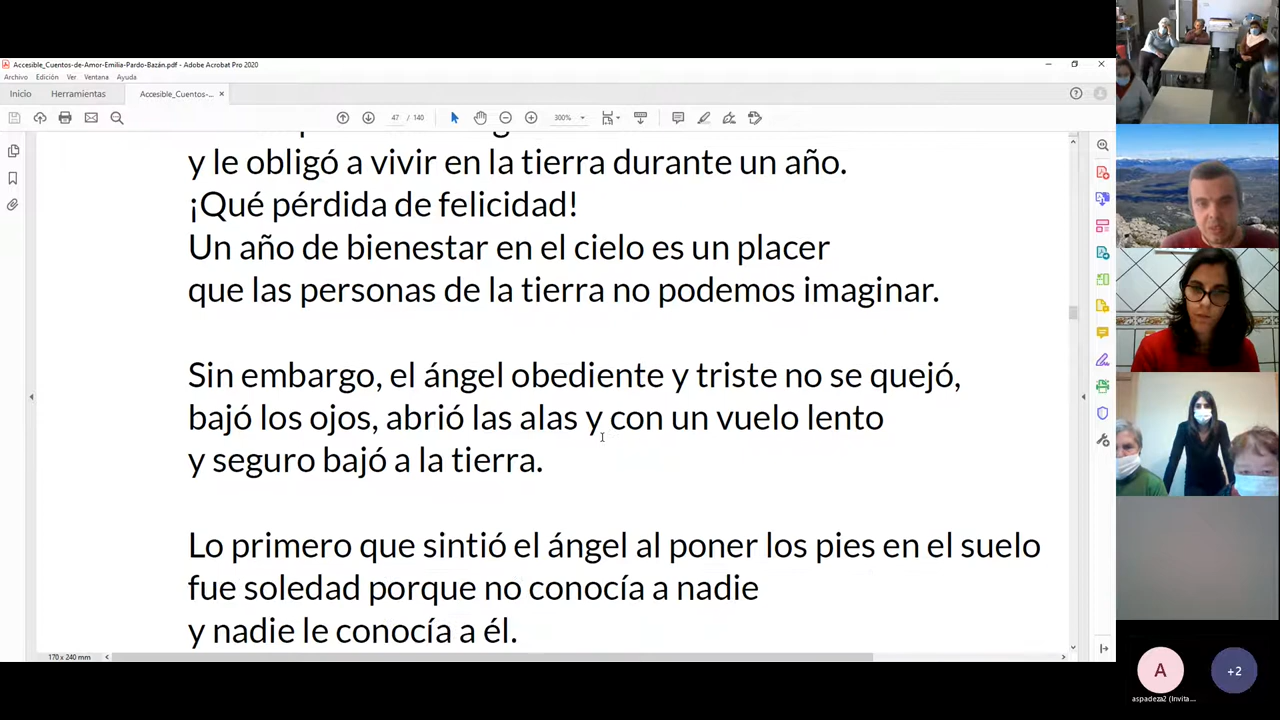 Accesible_Cuentos-de-Amor-Emilia-Pardo-Bazán.pdf - Adobe Acrobat Pro 2020
Archivo Edición Ver Ventana Ayuda
Inicio Herramientas Accesible_Cuentos-... ×
47 / 140 300%
y le obligó a vivir en la tierra durante un año.
¡Qué pérdida de felicidad!
Un año de bienestar en el cielo es un placer
que las personas de la tierra no podemos imaginar.
Sin embargo, el ángel obediente y triste no se quejó,
bajó los ojos, abrió las alas y con un vuelo lento
y seguro bajó a la tierra.
Lo primero que sintió el ángel al poner los pies en el suelo
fue soledad porque no conocía a nadie
y nadie le conocía a él.
170 x 240 mm
A
+2
aspadeza2 (Invita...